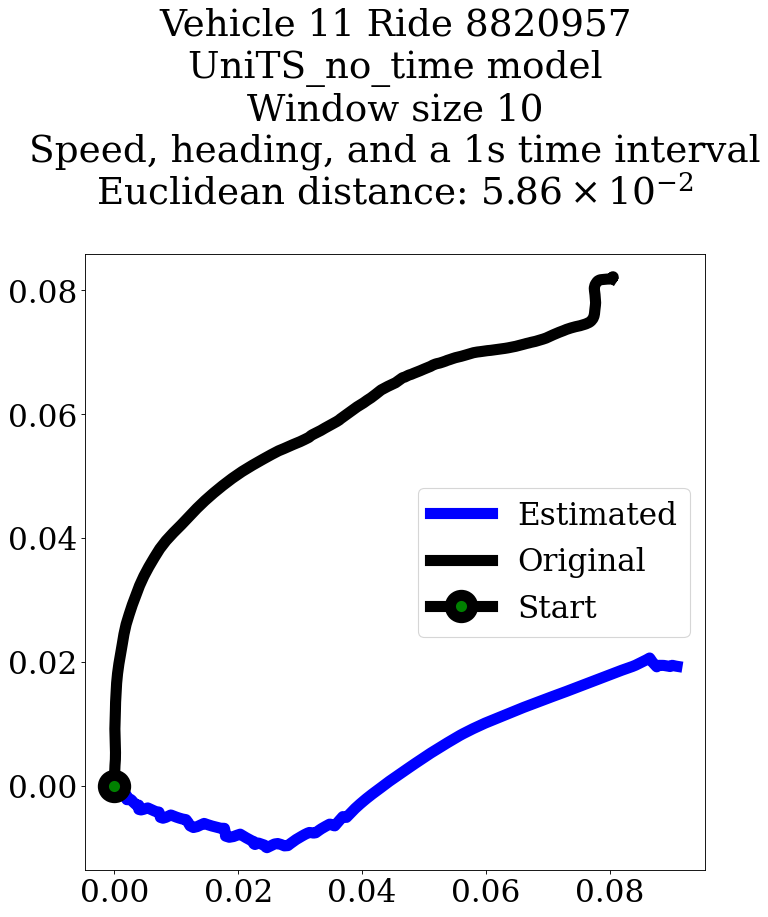 Vehicle 11 Ride 8820957
UniTS_no_time model
Window size 10
Speed, heading, and a 1s time interval
Euclidean distance: 5.86 × 10⁻²
0.08
0.06
0.04
0.02
0.00
Estimated
Original
Start
0.00 0.02 0.04 0.06 0.08